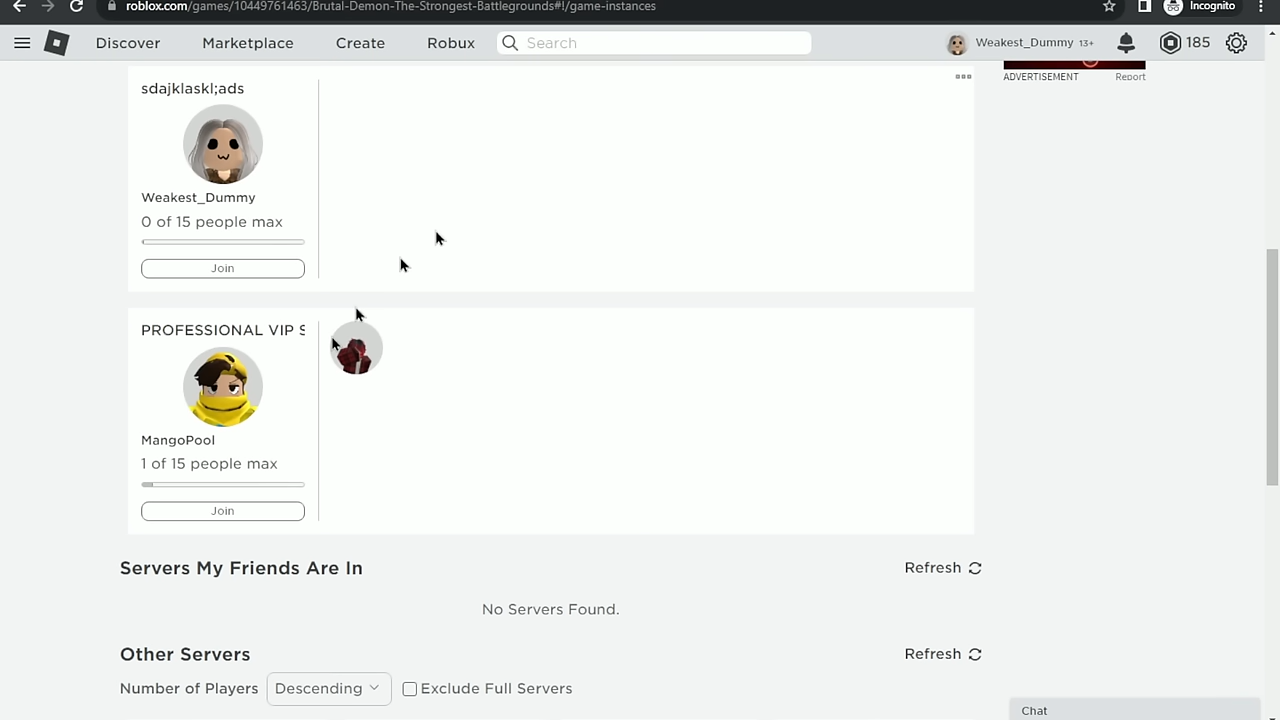 roblox.com/games/10449761463/Brutal-Demon-The-Strongest-Battlegrounds#!/game-instances
Incognito
Discover
Marketplace
Create
Robux
Search
Weakest_Dummy 13+
185
sdajklaskl;ads
ADVERTISEMENT
Report
Weakest_Dummy
0 of 15 people max
Join
PROFESSIONAL VIP S
MangoPool
1 of 15 people max
Join
Servers My Friends Are In
Refresh
No Servers Found.
Other Servers
Refresh
Number of Players
Descending
Exclude Full Servers
Chat